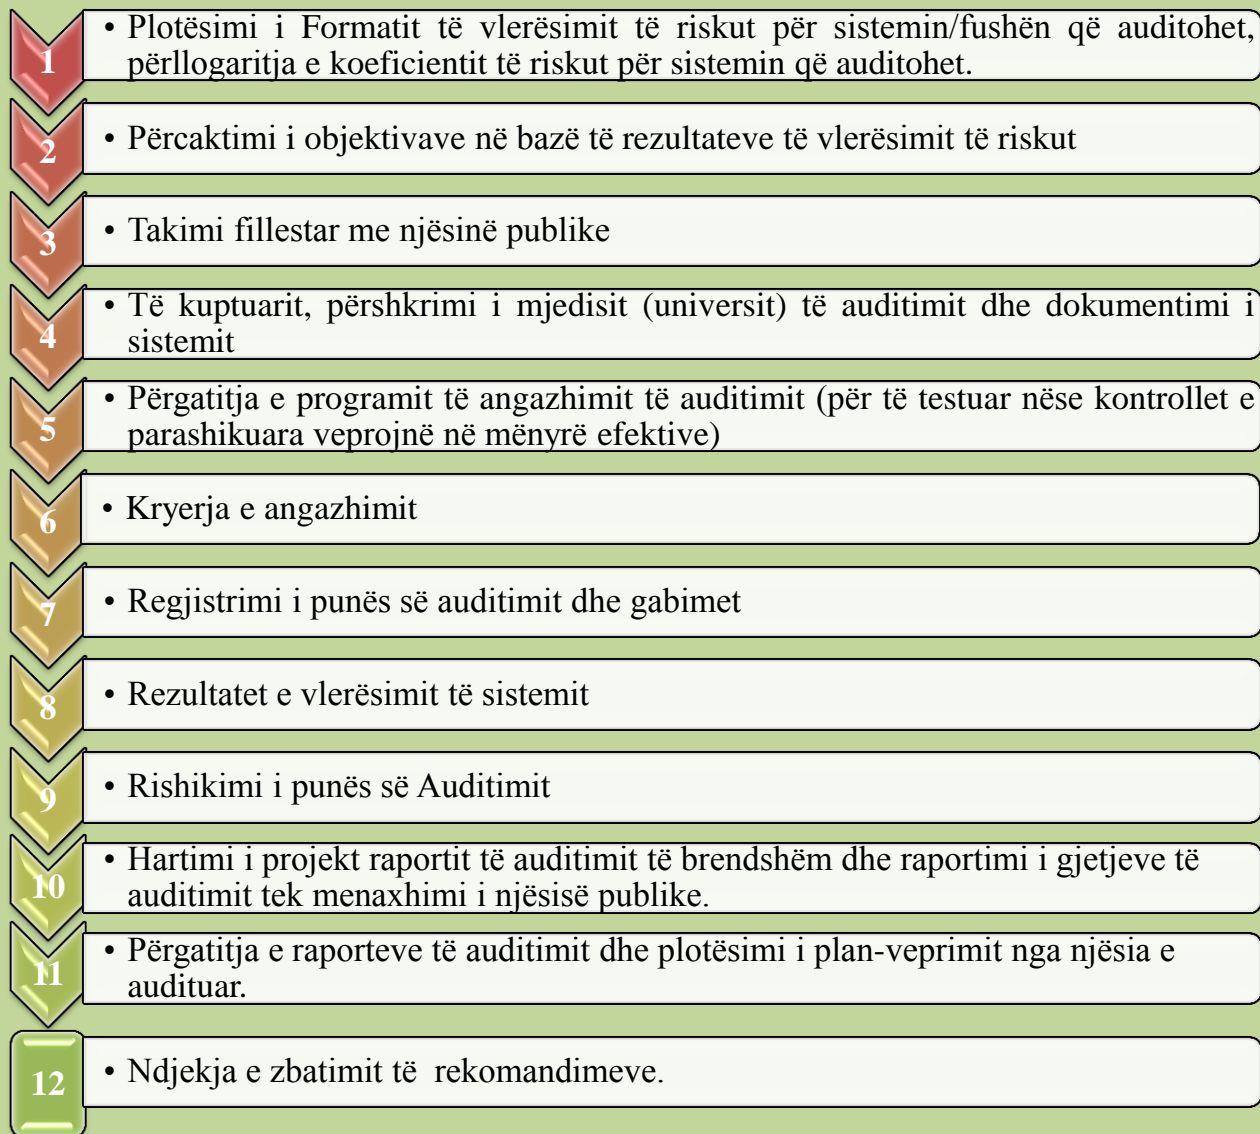 1
• Plotësimi i Formatit të vlerësimit të riskut për sistemin/fushën që auditohet,
përllogaritja e koeficientit të riskut për sistemin që auditohet.
2
• Përcaktimi i objektivave në bazë të rezultateve të vlerësimit të riskut
3
• Takimi fillestar me njësinë publike
4
• Të kuptuarit, përshkrimi i mjedisit (universit) të auditimit dhe dokumentimi i
sistemit
5
• Përgatitja e programit të angazhimit të auditimit (për të testuar nëse kontrollet e
parashikuara veprojnë në mënyrë efektive)
6
• Kryerja e angazhimit
7
• Regjistrimi i punës së auditimit dhe gabimet
8
• Rezultatet e vlerësimit të sistemit
9
• Rishikimi i punës së Auditimit
10
• Hartimi i projekt raportit të auditimit të brendshëm dhe raportimi i gjetjeve të
auditimit tek menaxhimi i njësisë publike.
11
• Përgatitja e raporteve të auditimit dhe plotësimi i plan-veprimit nga njësia e
audituar.
12
• Ndjekja e zbatimit të rekomandimeve.